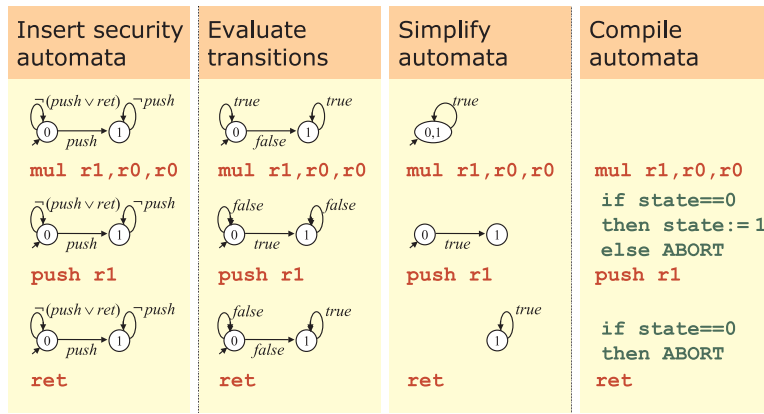 Insert security
automata
Evaluate
transitions
Simplify
automata
Compile
automata
¬(push ∨ ret)
¬push
0
1
push
mul r1,r0,r0
true
true
0
1
false
mul r1,r0,r0
true
0,1
mul r1,r0,r0
mul r1,r0,r0
¬(push ∨ ret)
¬push
0
1
push
push r1
false
false
0
1
true
push r1
0
1
true
push r1
if state==0
then state:=1
else ABORT
push r1
¬(push ∨ ret)
¬push
0
1
push
ret
false
true
0
1
false
ret
true
1
ret
if state==0
then ABORT
ret